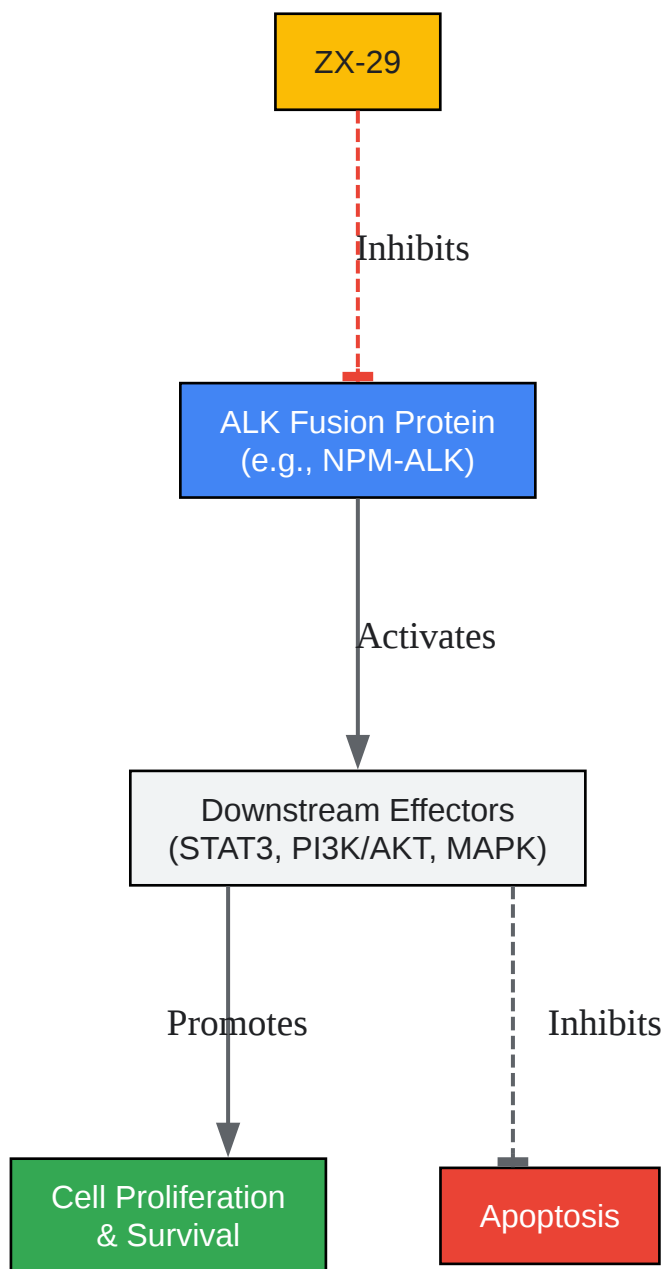 ZX-29
Inhibits
ALK Fusion Protein
(e.g., NPM-ALK)
Activates
Downstream Effectors
(STAT3, PI3K/AKT, MAPK)
Promotes
Inhibits
Cell Proliferation
& Survival
Apoptosis